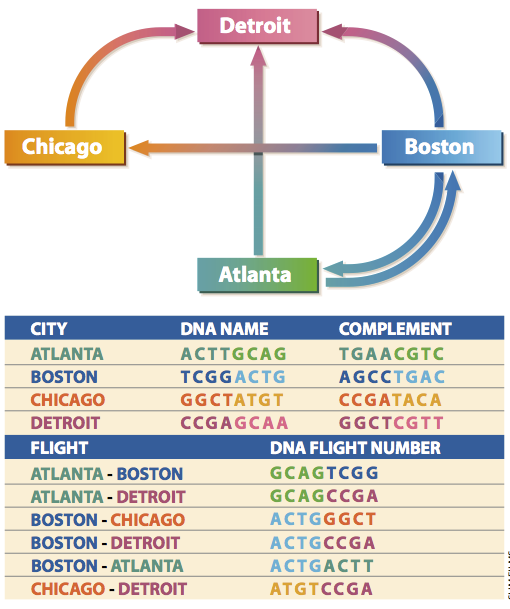 Detroit
Chicago
Boston
Atlanta
CITY DNA NAME COMPLEMENT
ATLANTA ACTTGCAG TGAACGTC
BOSTON TCGGACTG AGCCTGAC
CHICAGO GGCTATGT CCGATACA
DETROIT CCGAGCAA GGCTCGTT
FLIGHT DNA FLIGHT NUMBER
ATLANTA - BOSTON GCAGTCGG
ATLANTA - DETROIT GCAGCCGA
BOSTON - CHICAGO ACTGGGCT
BOSTON - DETROIT ACTGCCGA
BOSTON - ATLANTA ACTGACTT
CHICAGO - DETROIT ATGTCCGA